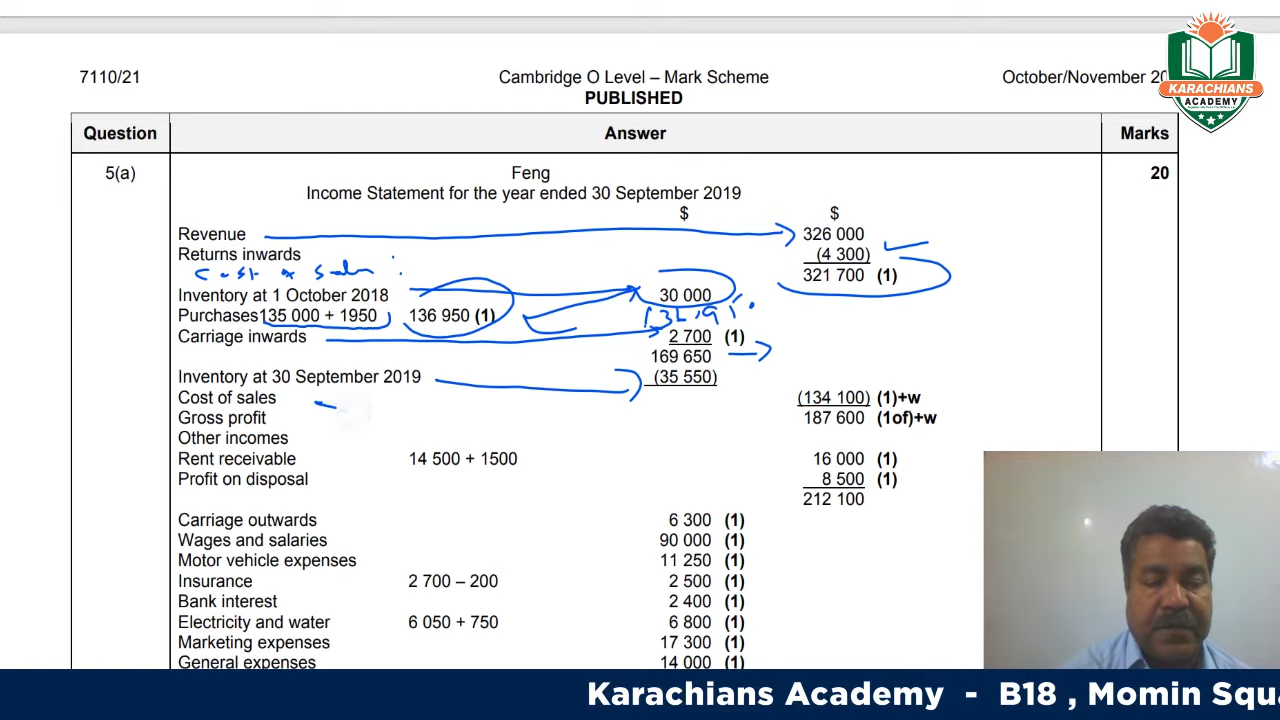 7110/21 Cambridge O Level – Mark Scheme October/November 20
PUBLISHED
KARACHIANS
ACADEMY
Question Answer Marks
5(a) Feng 20
Income Statement for the year ended 30 September 2019
$ $
Revenue 326 000
Returns inwards (4 300)
Cost
321 700 (1)
Inventory at 1 October 2018 30 000
Purchases 135 000 + 1950 136 950 (1)
Carriage inwards 2 700 (1)
169 650
Inventory at 30 September 2019 (35 550)
Cost of sales (134 100) (1)+w
Gross profit 187 600 (1of)+w
Other incomes
Rent receivable 14 500 + 1500 16 000 (1)
Profit on disposal 8 500 (1)
212 100
Carriage outwards 6 300 (1)
Wages and salaries 90 000 (1)
Motor vehicle expenses 11 250 (1)
Insurance 2 700 – 200 2 500 (1)
Bank interest 2 400 (1)
Electricity and water 6 050 + 750 6 800 (1)
Marketing expenses 17 300 (1)
General expenses 14 000 (1)
Karachians Academy - B18 , Momin Squa